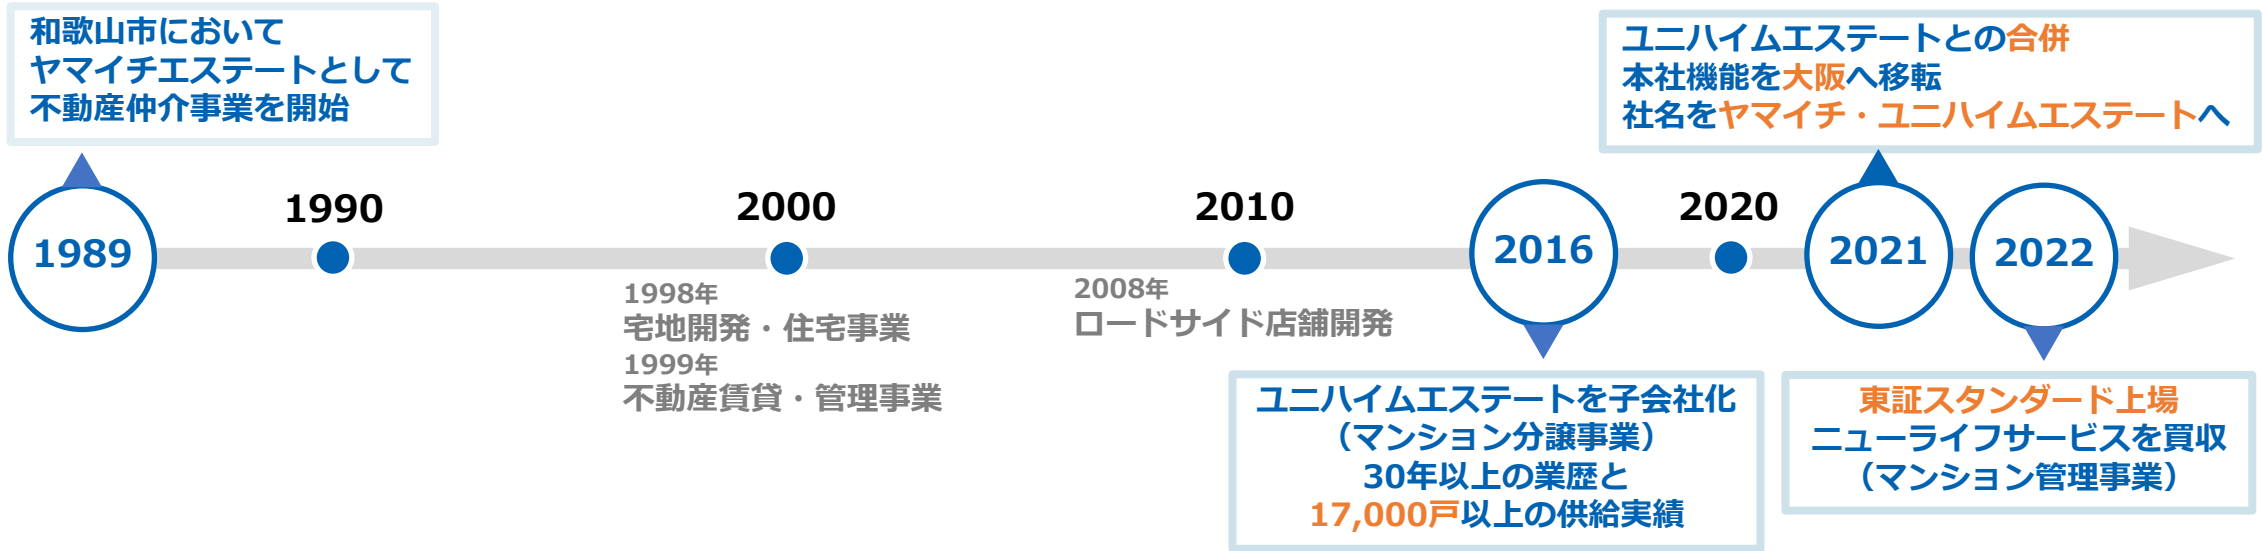 和歌山市において
ヤマイチエステートとして
不動産仲介事業を開始
ユニハイムエステートとの合併
本社機能を大阪へ移転
社名をヤマイチ・ユニハイムエステートへ
1989
1990
2000
2010
2016
2020
2021
2022
1998年
宅地開発・住宅事業
1999年
不動産賃貸・管理事業
2008年
ロードサイド店舗開発
ユニハイムエステートを子会社化
（マンション分譲事業）
30年以上の業歴と
17,000戸以上の供給実績
東証スタンダード上場
ニューライフサービスを買収
（マンション管理事業）